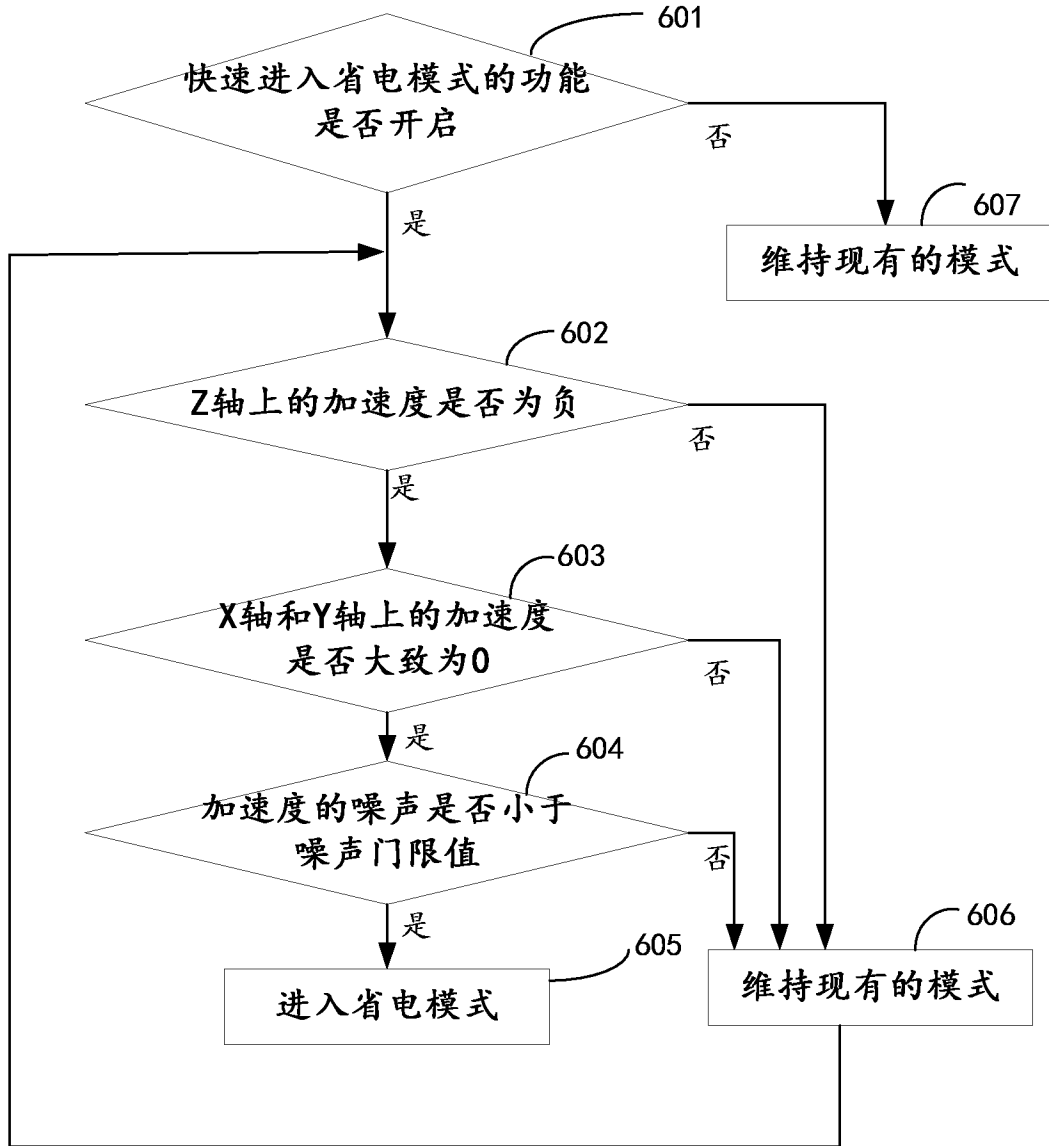 601
快速进入省电模式的功能
是否开启
否
是
607
维持现有的模式
602
Z轴上的加速度是否为负
否
是
603
X轴和Y轴上的加速度
是否大致为0
否
是
604
加速度的噪声是否小于
噪声门限值
否
是
605
进入省电模式
606
维持现有的模式